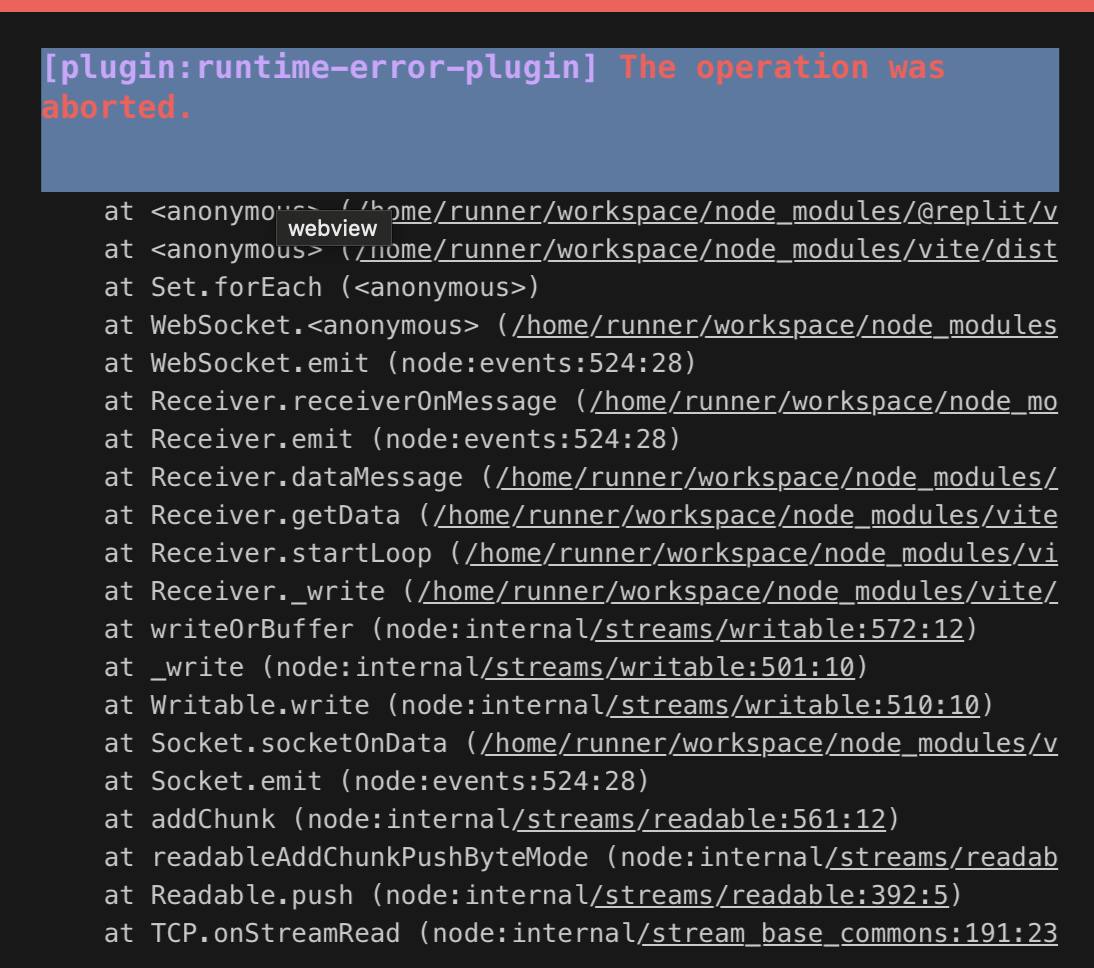 [plugin:runtime-error-plugin] The operation was
aborted.
at <anonymous> (/home/runner/workspace/node_modules/@replit/v
webview
at <anonymous> (/home/runner/workspace/node_modules/vite/dist
at Set.forEach (<anonymous>)
at WebSocket.<anonymous> (/home/runner/workspace/node_modules
at WebSocket.emit (node:events:524:28)
at Receiver.receiverOnMessage (/home/runner/workspace/node_mo
at Receiver.emit (node:events:524:28)
at Receiver.dataMessage (/home/runner/workspace/node_modules/
at Receiver.getData (/home/runner/workspace/node_modules/vite
at Receiver.startLoop (/home/runner/workspace/node_modules/vi
at Receiver._write (/home/runner/workspace/node_modules/vite/
at writeOrBuffer (node:internal/streams/writable:572:12)
at _write (node:internal/streams/writable:501:10)
at Writable.write (node:internal/streams/writable:510:10)
at Socket.socketOnData (/home/runner/workspace/node_modules/v
at Socket.emit (node:events:524:28)
at addChunk (node:internal/streams/readable:561:12)
at readableAddChunkPushByteMode (node:internal/streams/readab
at Readable.push (node:internal/streams/readable:392:5)
at TCP.onStreamRead (node:internal/stream_base_commons:191:23